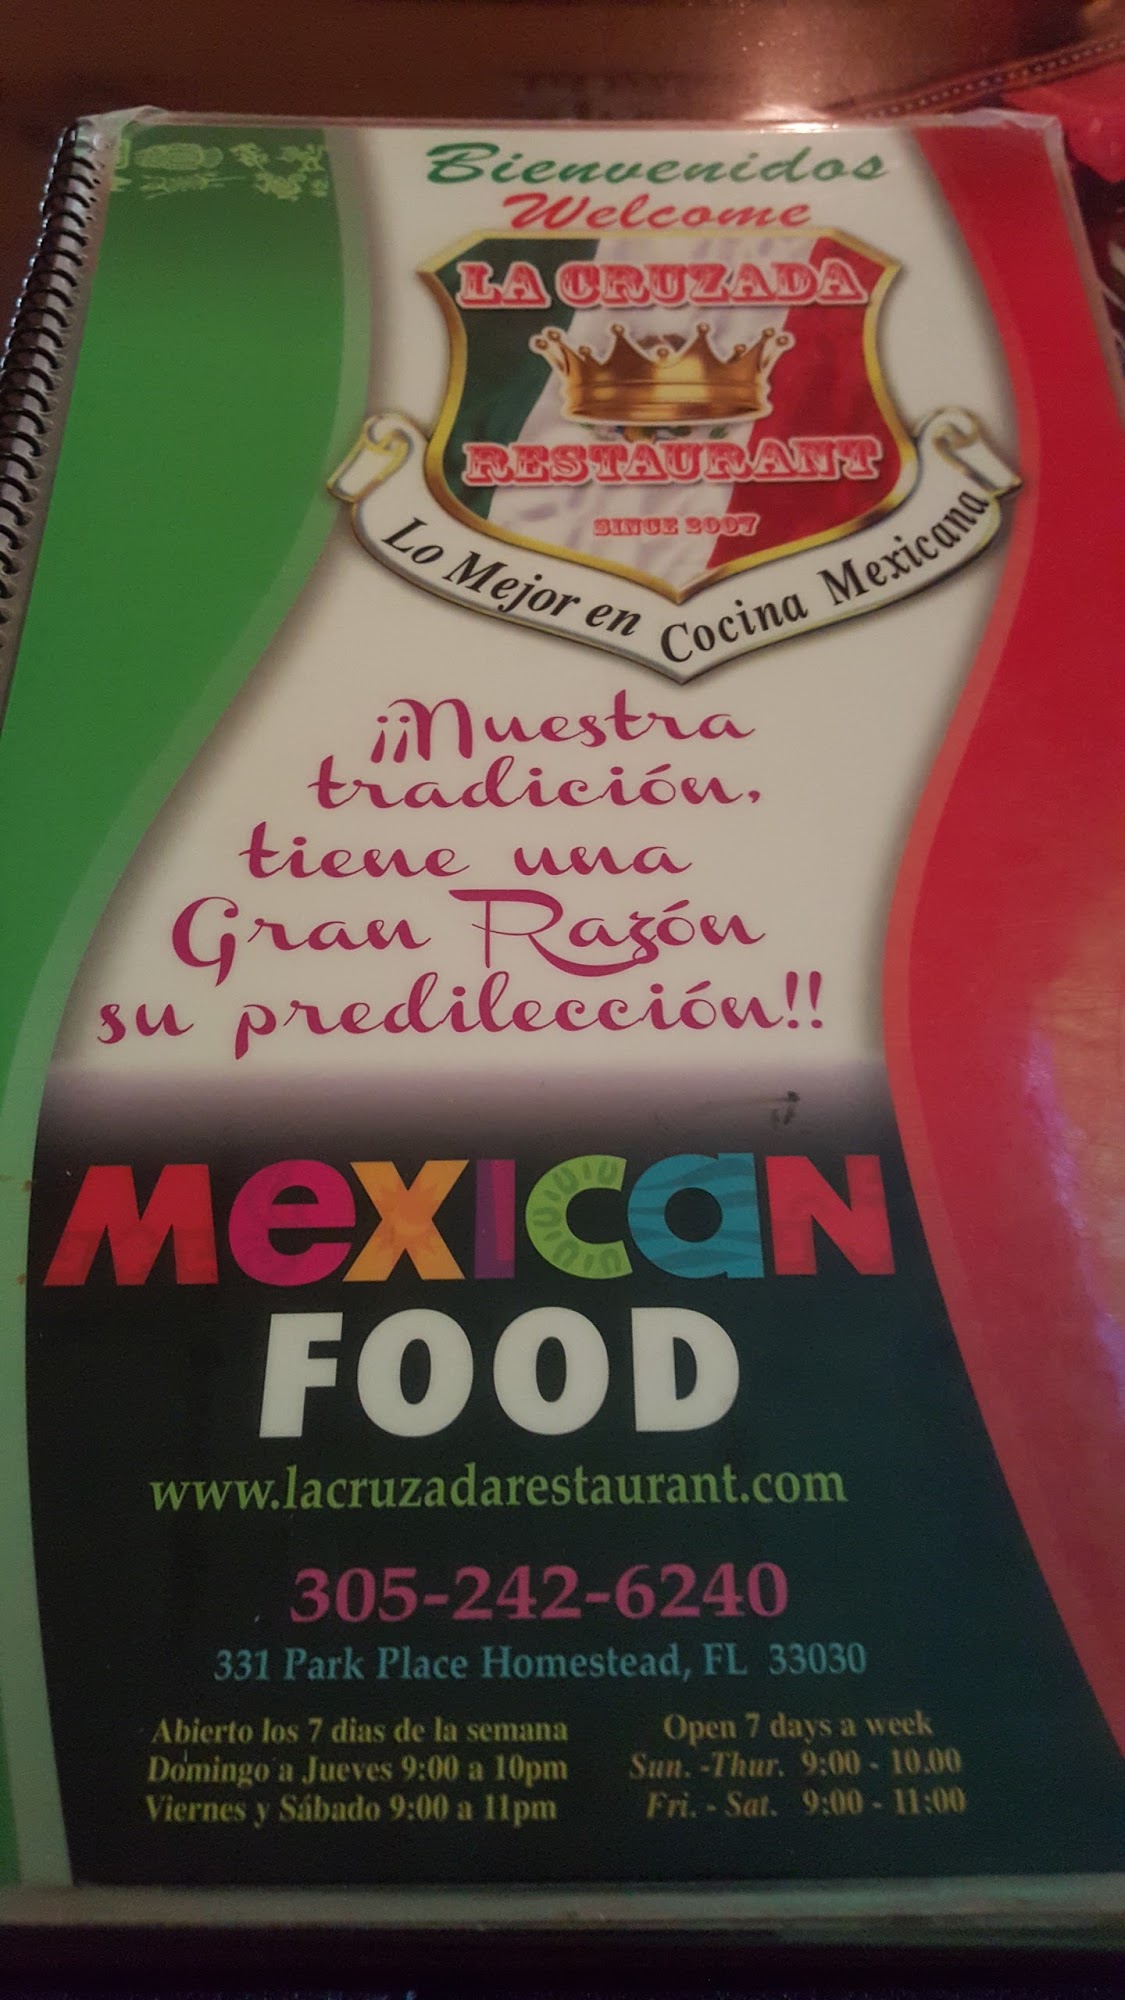 Bienvenidos
Welcome
LA CRUZADA
RESTAURANT
SINCE 2007
Lo Mejor en Cocina Mexicana
¡¡Nuestra
tradición,
tiene una
Gran Razón
su predilección!!
Mexican
FOOD
www.lacruzadarestaurant.com
305-242-6240
331 Park Place Homestead, FL 33030
Abierto los 7 dias de la semana
Domingo a Jueves 9:00 a 10pm
Viernes y Sábado 9:00 a 11pm
Open 7 days a week
Sun. -Thur. 9:00 - 10.00
Fri. - Sat. 9:00 - 11:00